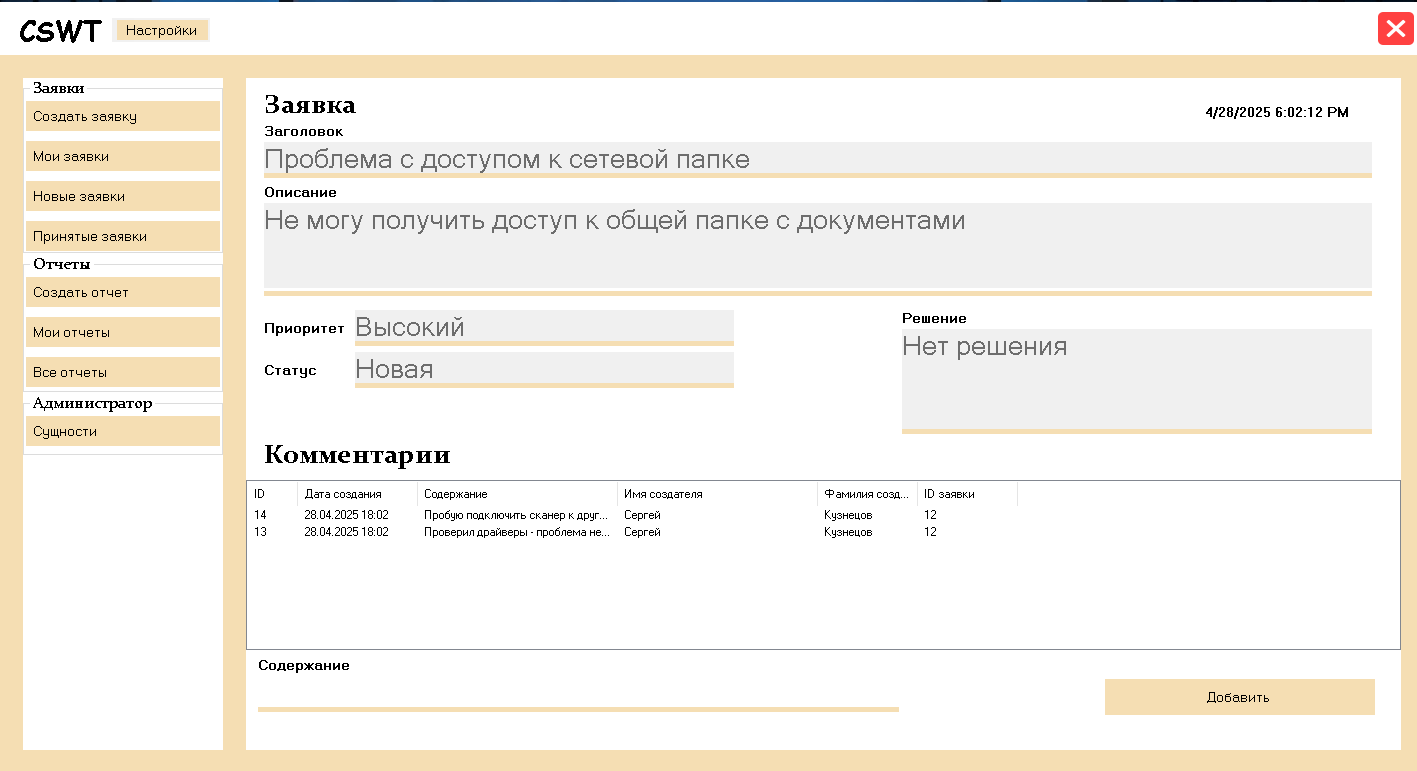 CSWT Настройки
Заявки
Создать заявку
Мои заявки
Новые заявки
Принятые заявки
Отчеты
Создать отчет
Мои отчеты
Все отчеты
Администратор
Сущности
Заявка
4/28/2025 6:02:12 PM
Заголовок
Проблема с доступом к сетевой папке
Описание
Не могу получить доступ к общей папке с документами
Приоритет Высокий
Статус Новая
Решение
Нет решения
Комментарии
ID Дата создания Содержание Имя создателя Фамилия созд... ID заявки
14 28.04.2025 18:02 Пробую подключить сканер к друг... Сергей Кузнецов 12
13 28.04.2025 18:02 Проверил драйверы - проблема не... Сергей Кузнецов 12
Содержание
Добавить